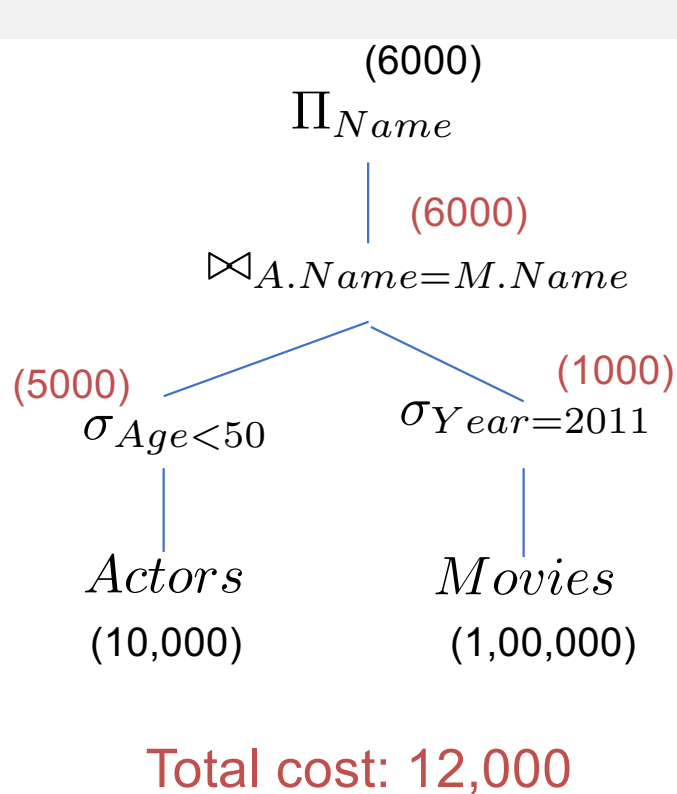 (6000)
Π_Name
(6000)
⋈_A.Name=M.Name
(5000) (1000)
σ_Age<50 σ_Year=2011
Actors Movies
(10,000) (1,00,000)
Total cost: 12,000